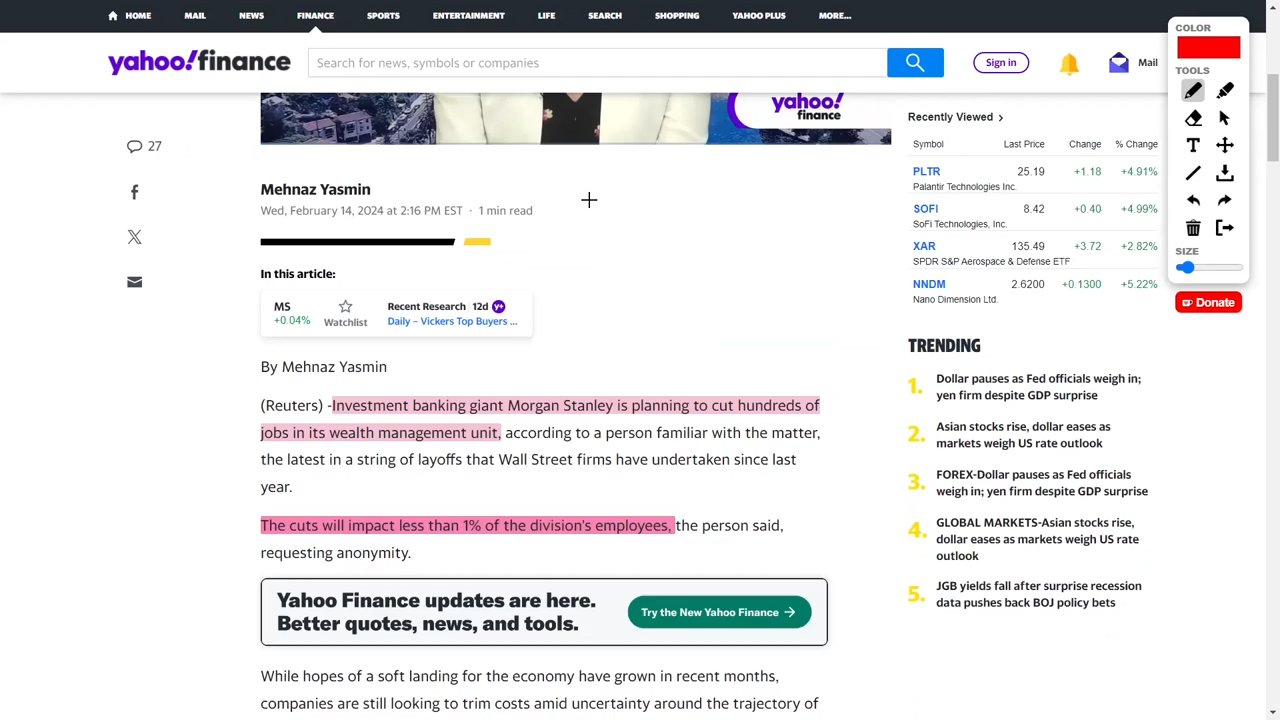 HOME MAIL NEWS FINANCE SPORTS ENTERTAINMENT LIFE SEARCH SHOPPING YAHOO PLUS MORE...
yahoo!finance
Search for news, symbols or companies
Sign in
Mail
COLOR
TOOLS
T
SIZE
Donate
yahoo!
finance
27
Mehnaz Yasmin
Wed, February 14, 2024 at 2:16 PM EST · 1 min read
In this article:
MS
+0.04%
Watchlist
Recent Research 12d Y+
Daily – Vickers Top Buyers ...
By Mehnaz Yasmin
(Reuters) -Investment banking giant Morgan Stanley is planning to cut hundreds of
jobs in its wealth management unit, according to a person familiar with the matter,
the latest in a string of layoffs that Wall Street firms have undertaken since last
year.
The cuts will impact less than 1% of the division's employees, the person said,
requesting anonymity.
Yahoo Finance updates are here.
Better quotes, news, and tools.
Try the New Yahoo Finance
While hopes of a soft landing for the economy have grown in recent months,
companies are still looking to trim costs amid uncertainty around the trajectory of
Recently Viewed
Symbol Last Price Change % Change
PLTR 25.19 +1.18 +4.91%
Palantir Technologies Inc.
SOFI 8.42 +0.40 +4.99%
SoFi Technologies, Inc.
XAR 135.49 +3.72 +2.82%
SPDR S&P Aerospace & Defense ETF
NNDM 2.6200 +0.1300 +5.22%
Nano Dimension Ltd.
TRENDING
1. Dollar pauses as Fed officials weigh in;
yen firm despite GDP surprise
2. Asian stocks rise, dollar eases as
markets weigh US rate outlook
3. FOREX-Dollar pauses as Fed officials
weigh in; yen firm despite GDP surprise
4. GLOBAL MARKETS-Asian stocks rise,
dollar eases as markets weigh US rate
outlook
5. JGB yields fall after surprise recession
data pushes back BOJ policy bets